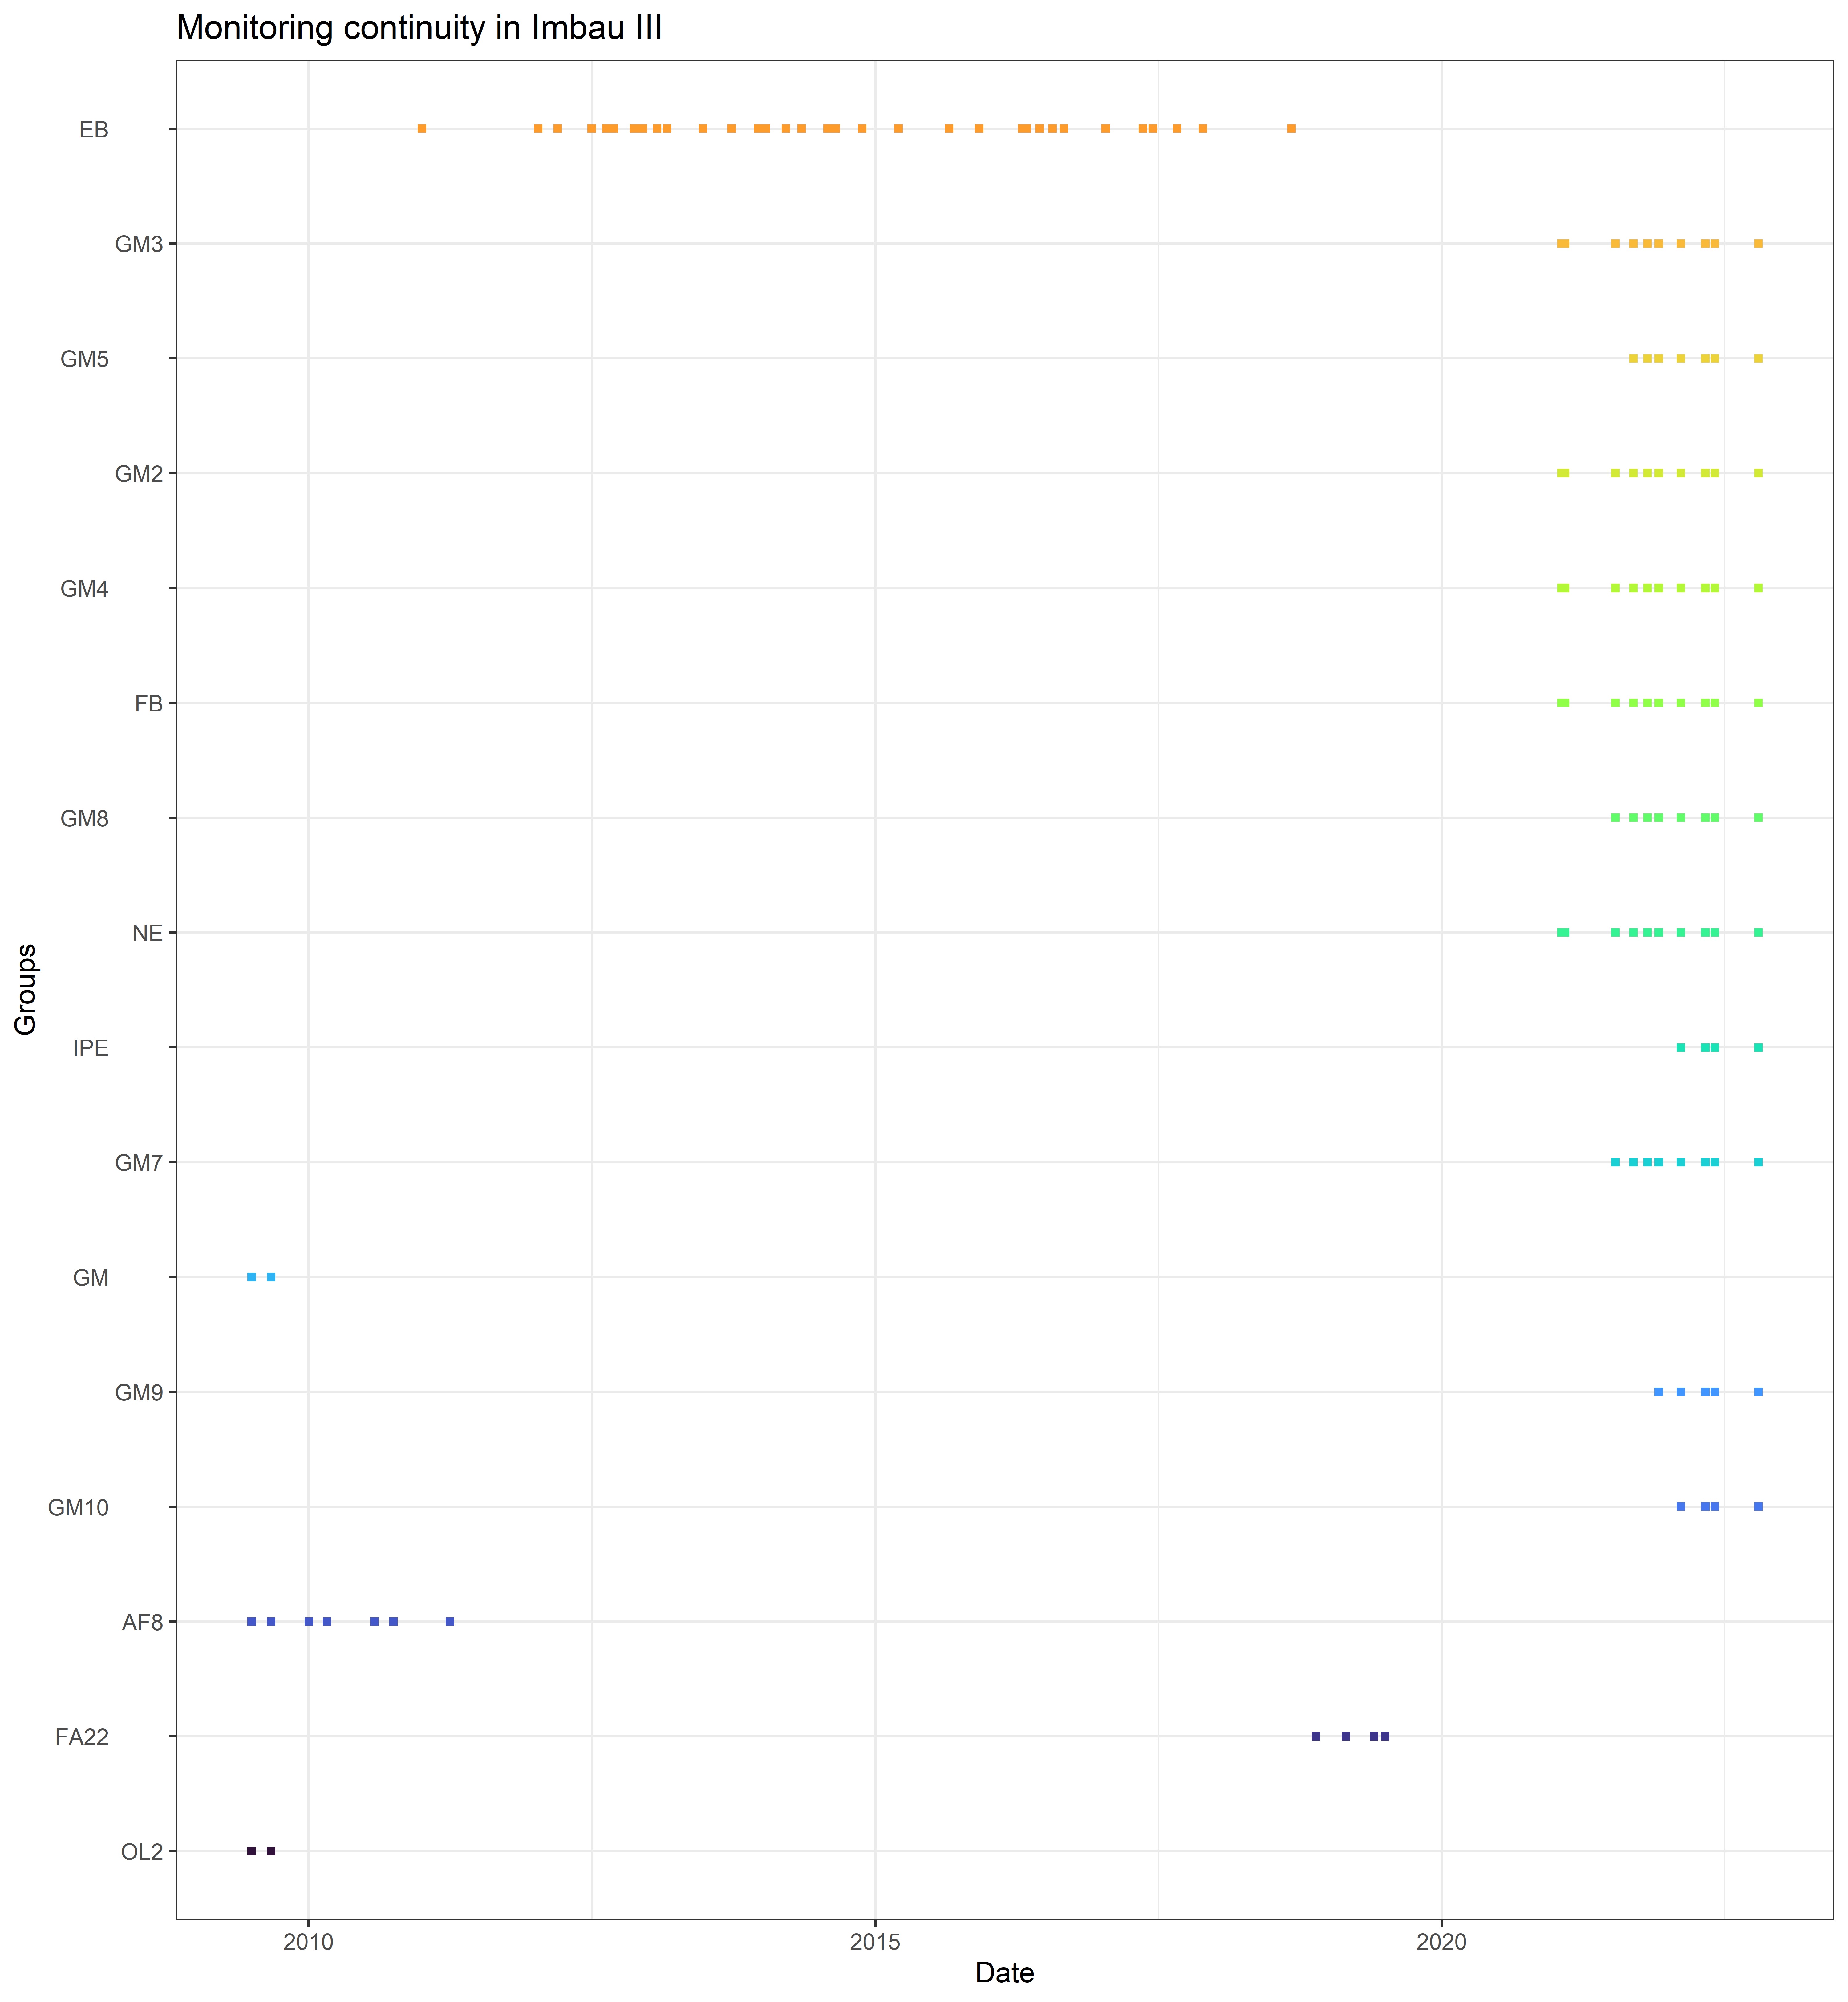 Monitoring continuity in Imbau III
EB
GM3
GM5
GM2
GM4
FB
GM8
NE
IPE
GM7
GM
GM9
GM10
AF8
FA22
OL2
Groups
2010 2015 2020
Date